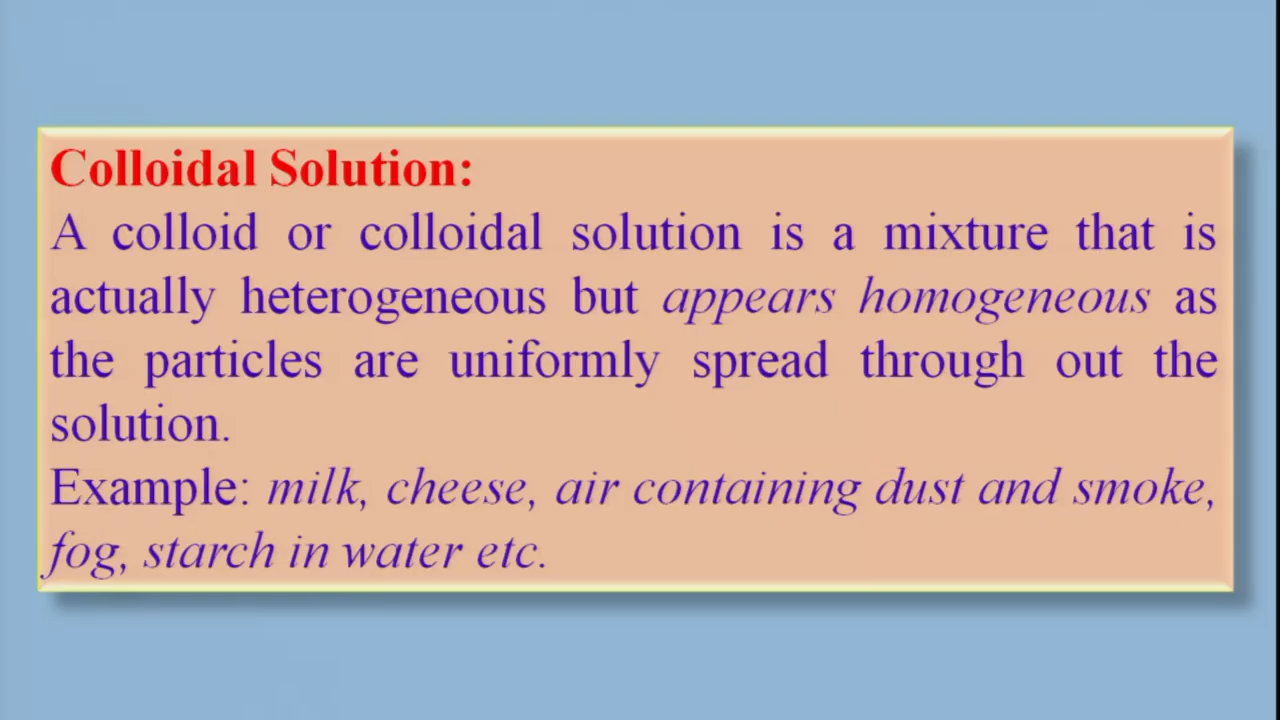 Colloidal Solution:
A colloid or colloidal solution is a mixture that is
actually heterogeneous but appears homogeneous as
the particles are uniformly spread through out the
solution.
Example: milk, cheese, air containing dust and smoke,
fog, starch in water etc.